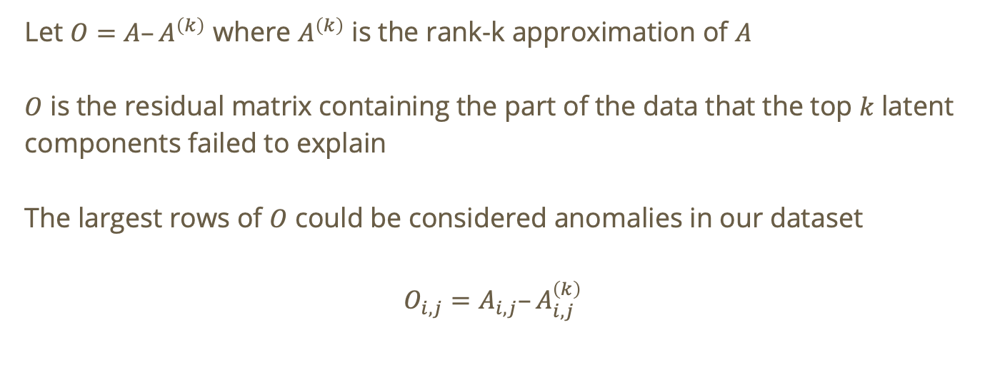 Let O = A– A^(k) where A^(k) is the rank-k approximation of A
O is the residual matrix containing the part of the data that the top k latent
components failed to explain
The largest rows of O could be considered anomalies in our dataset
O_{i,j} = A_{i,j}– A_{i,j}^{(k)}